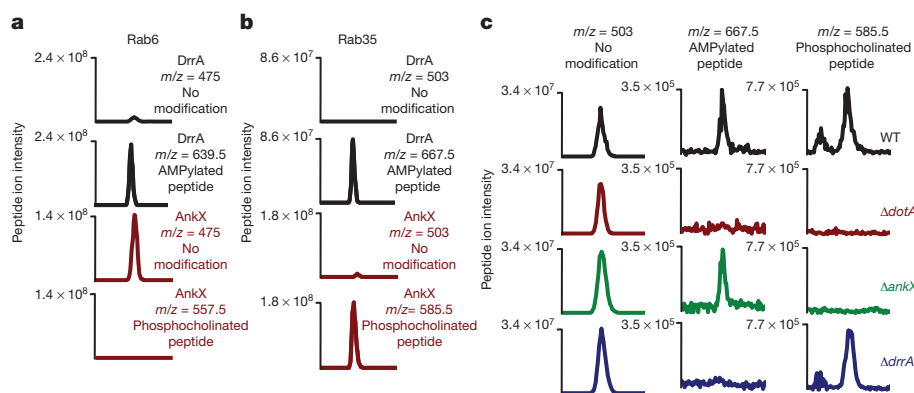 a
Rab6
Peptide ion intensity
2.4 × 10⁸
DrrA
m/z = 475
No
modification
2.4 × 10⁸
DrrA
m/z = 639.5
AMPylated
peptide
1.4 × 10⁸
AnkX
m/z = 475
No
modification
1.4 × 10⁸
AnkX
m/z = 557.5
Phosphocholinated
peptide
b
Rab35
Peptide ion intensity
8.6 × 10⁷
DrrA
m/z = 503
No
modification
8.6 × 10⁷
DrrA
m/z = 667.5
AMPylated
peptide
1.8 × 10⁸
AnkX
m/z = 503
No
modification
1.8 × 10⁸
AnkX
m/z= 585.5
Phosphocholinated
peptide
c
m/z = 503
No
modification
m/z = 667.5
AMPylated
peptide
m/z = 585.5
Phosphocholinated
peptide
Peptide ion intensity
3.4 × 10⁷
3.5 × 10⁵
7.7 × 10⁵
WT
3.4 × 10⁷
3.5 × 10⁵
7.7 × 10⁵
ΔdotA
3.4 × 10⁷
3.5 × 10⁵
7.7 × 10⁵
ΔankX
3.4 × 10⁷
3.5 × 10⁵
7.7 × 10⁵
ΔdrrA